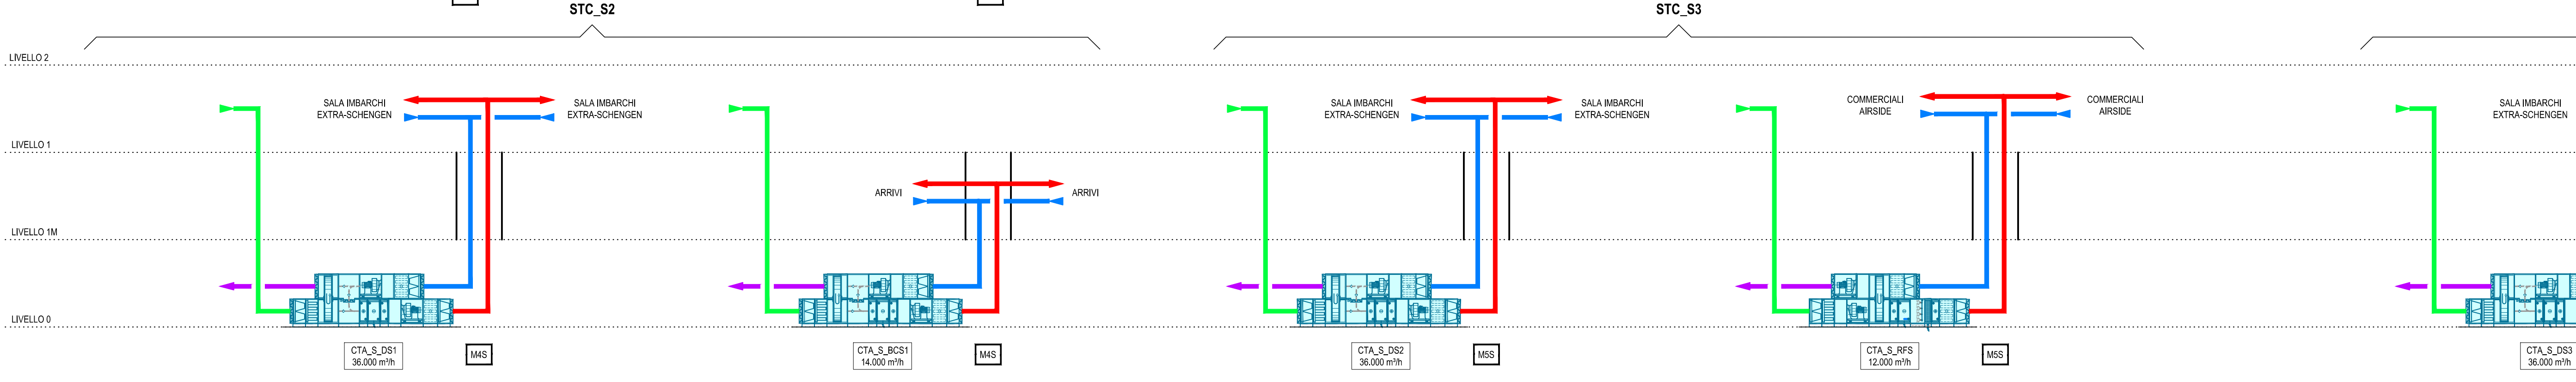 STC_S2
STC_S3
LIVELLO 2
SALA IMBARCHI
EXTRA-SCHENGEN
SALA IMBARCHI
EXTRA-SCHENGEN
SALA IMBARCHI
EXTRA-SCHENGEN
SALA IMBARCHI
EXTRA-SCHENGEN
COMMERCIALI
AIRSIDE
COMMERCIALI
AIRSIDE
SALA IMBARCHI
EXTRA-SCHENGEN
LIVELLO 1
ARRIVI
ARRIVI
LIVELLO 1M
LIVELLO 0
CTA_S_DS1
36.000 m³/h
M4S
CTA_S_BCS1
14.000 m³/h
M4S
CTA_S_DS2
36.000 m³/h
M5S
CTA_S_RFS
12.000 m³/h
M5S
CTA_S_DS3
36.000 m³/h